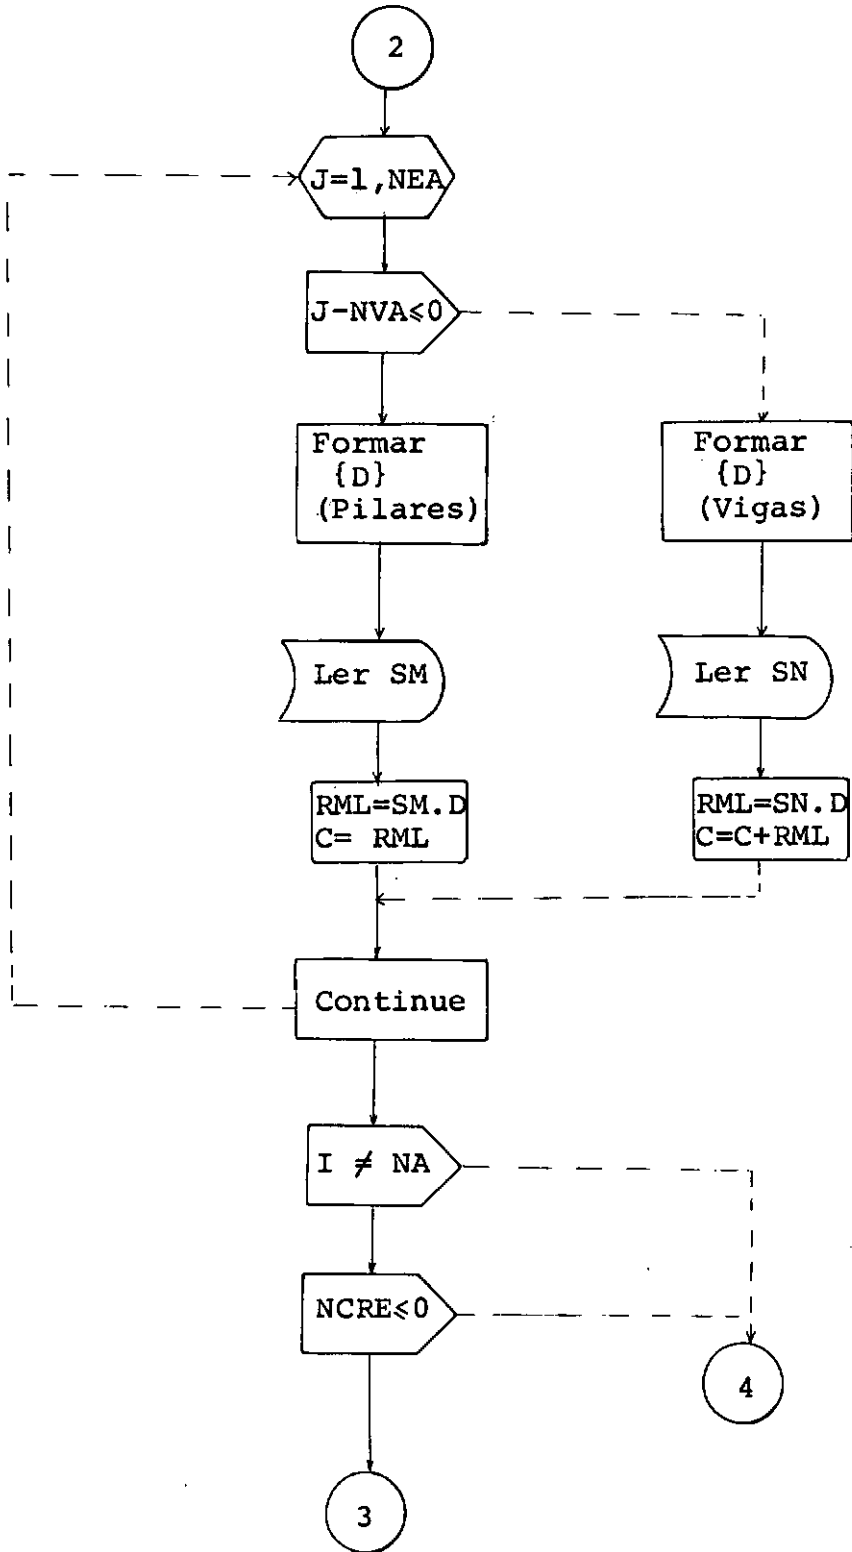 2
J=1,NEA
J-NVA≤0
Formar
{D}
(Pilares)
Formar
{D}
(Vigas)
Ler SM
Ler SN
RML=SM.D
C= RML
RML=SN.D
C=C+RML
Continue
I ≠ NA
NCRE≤0
4
3